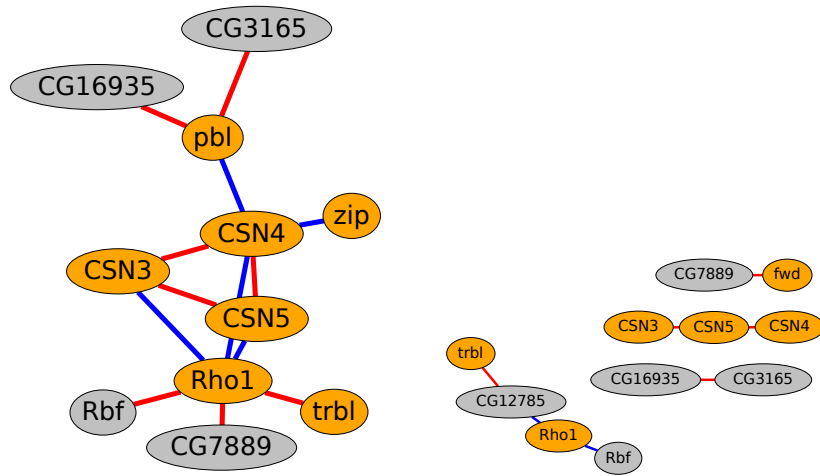 CG3165
CG16935
pbl
zip
CSN4
CSN3
CSN5
Rho1
Rbf
trbl
CG7889
CG7889 fwd
CSN3 CSN5 CSN4
trbl
CG16935 CG3165
CG12785
Rho1
Rbf